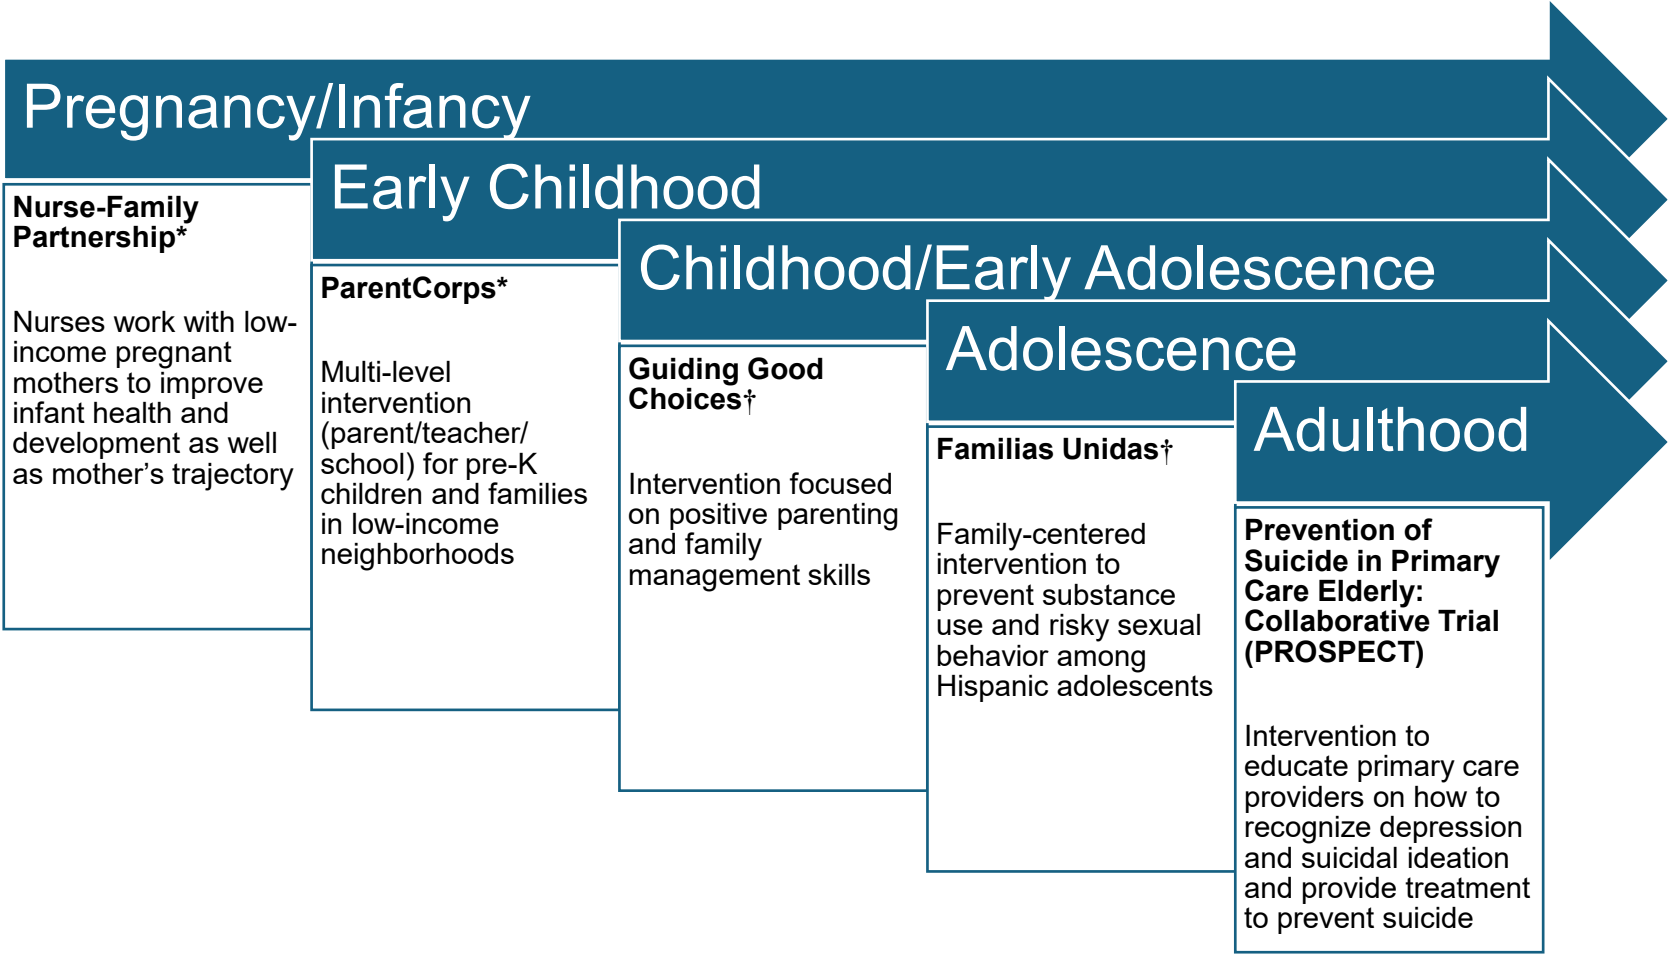 Pregnancy/Infancy
Nurse-Family
Partnership*
Nurses work with low-
income pregnant
mothers to improve
infant health and
development as well
as mother’s trajectory
Early Childhood
ParentCorps*
Multi-level
intervention
(parent/teacher/
school) for pre-K
children and families
in low-income
neighborhoods
Childhood/Early Adolescence
Guiding Good
Choices†
Intervention focused
on positive parenting
and family
management skills
Adolescence
Familias Unidas†
Family-centered
intervention to
prevent substance
use and risky sexual
behavior among
Hispanic adolescents
Adulthood
Prevention of
Suicide in Primary
Care Elderly:
Collaborative Trial
(PROSPECT)
Intervention to
educate primary care
providers on how to
recognize depression
and suicidal ideation
and provide treatment
to prevent suicide